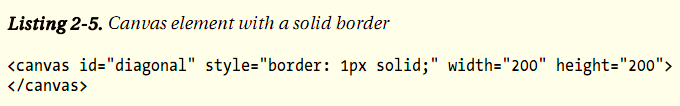 Listing 2-5. Canvas element with a solid border
<canvas id="diagonal" style="border: 1px solid;" width="200" height="200">
</canvas>